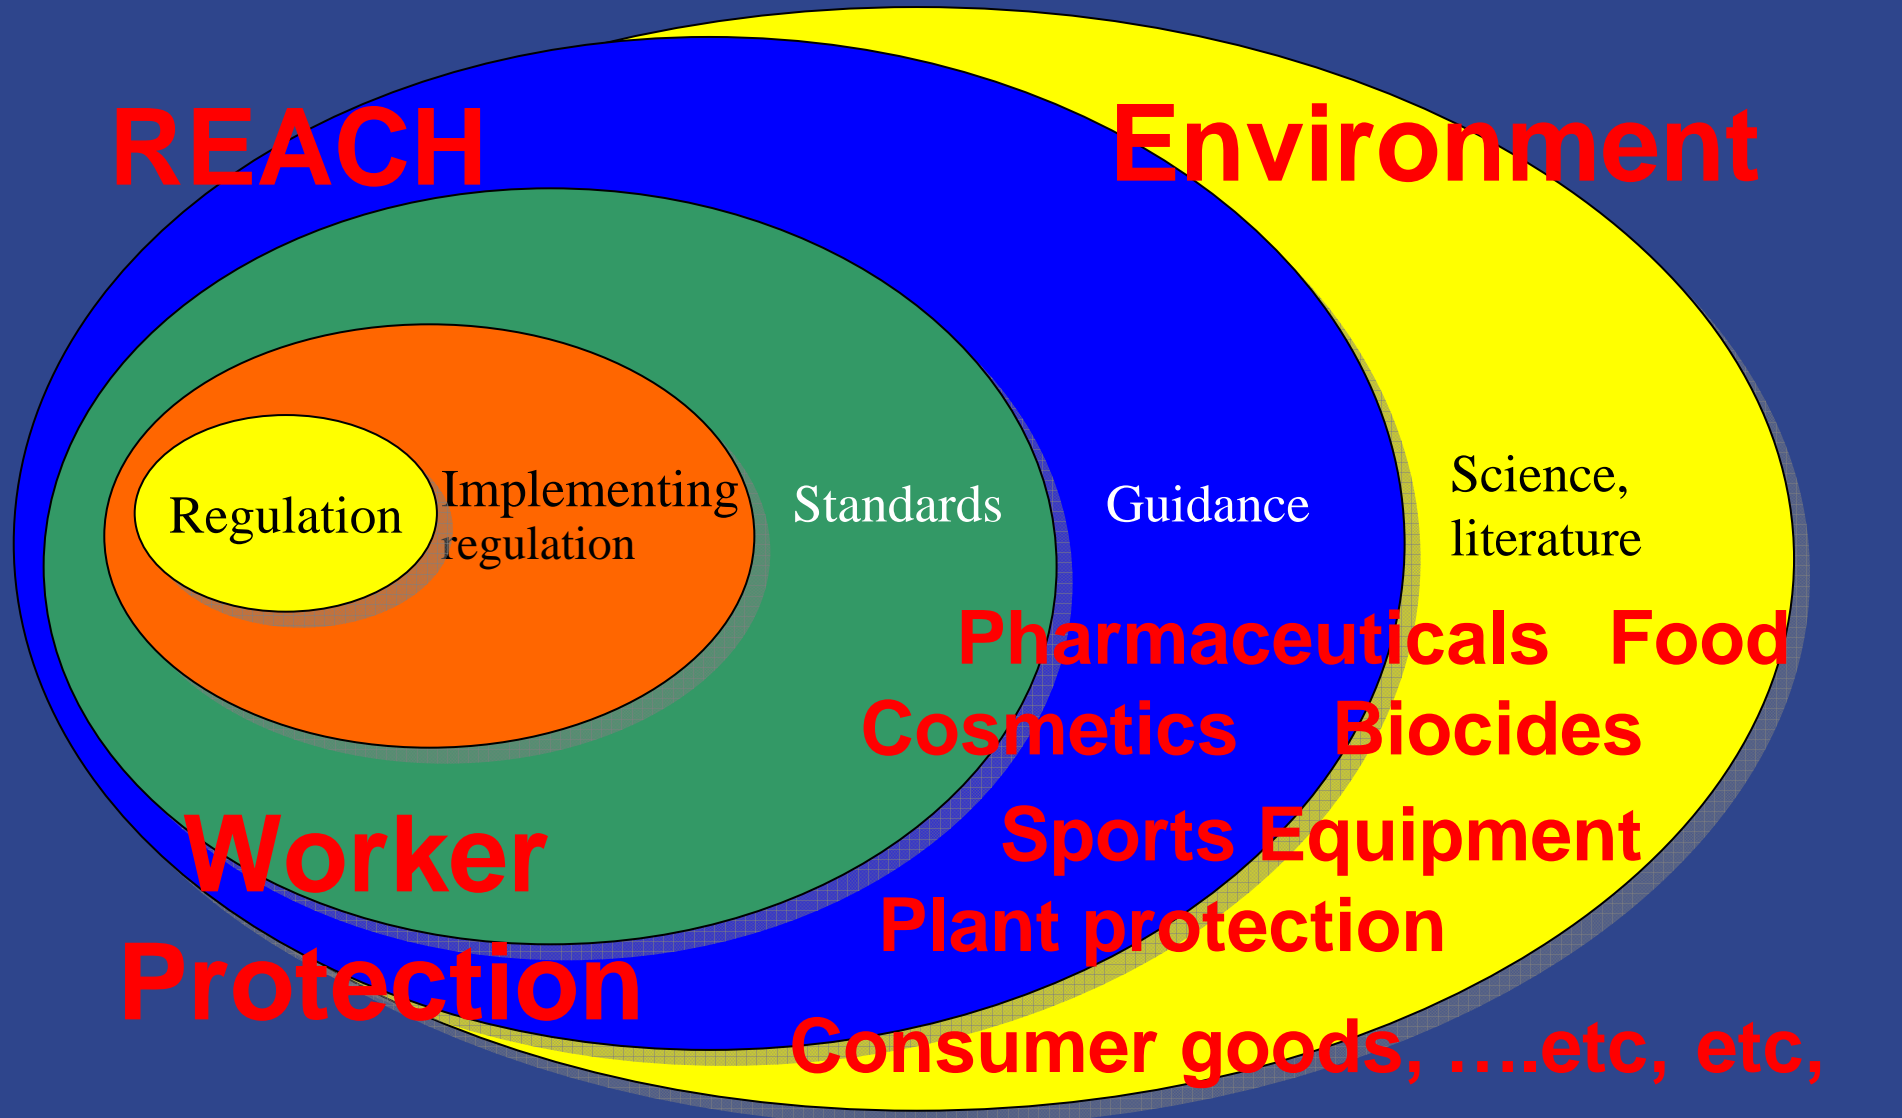 REACH
Environment
Regulation
Implementing
regulation
Standards
Guidance
Science,
literature
Pharmaceuticals Food
Cosmetics Biocides
Sports Equipment
Worker
Plant protection
Protection
Consumer goods, ….etc, etc,